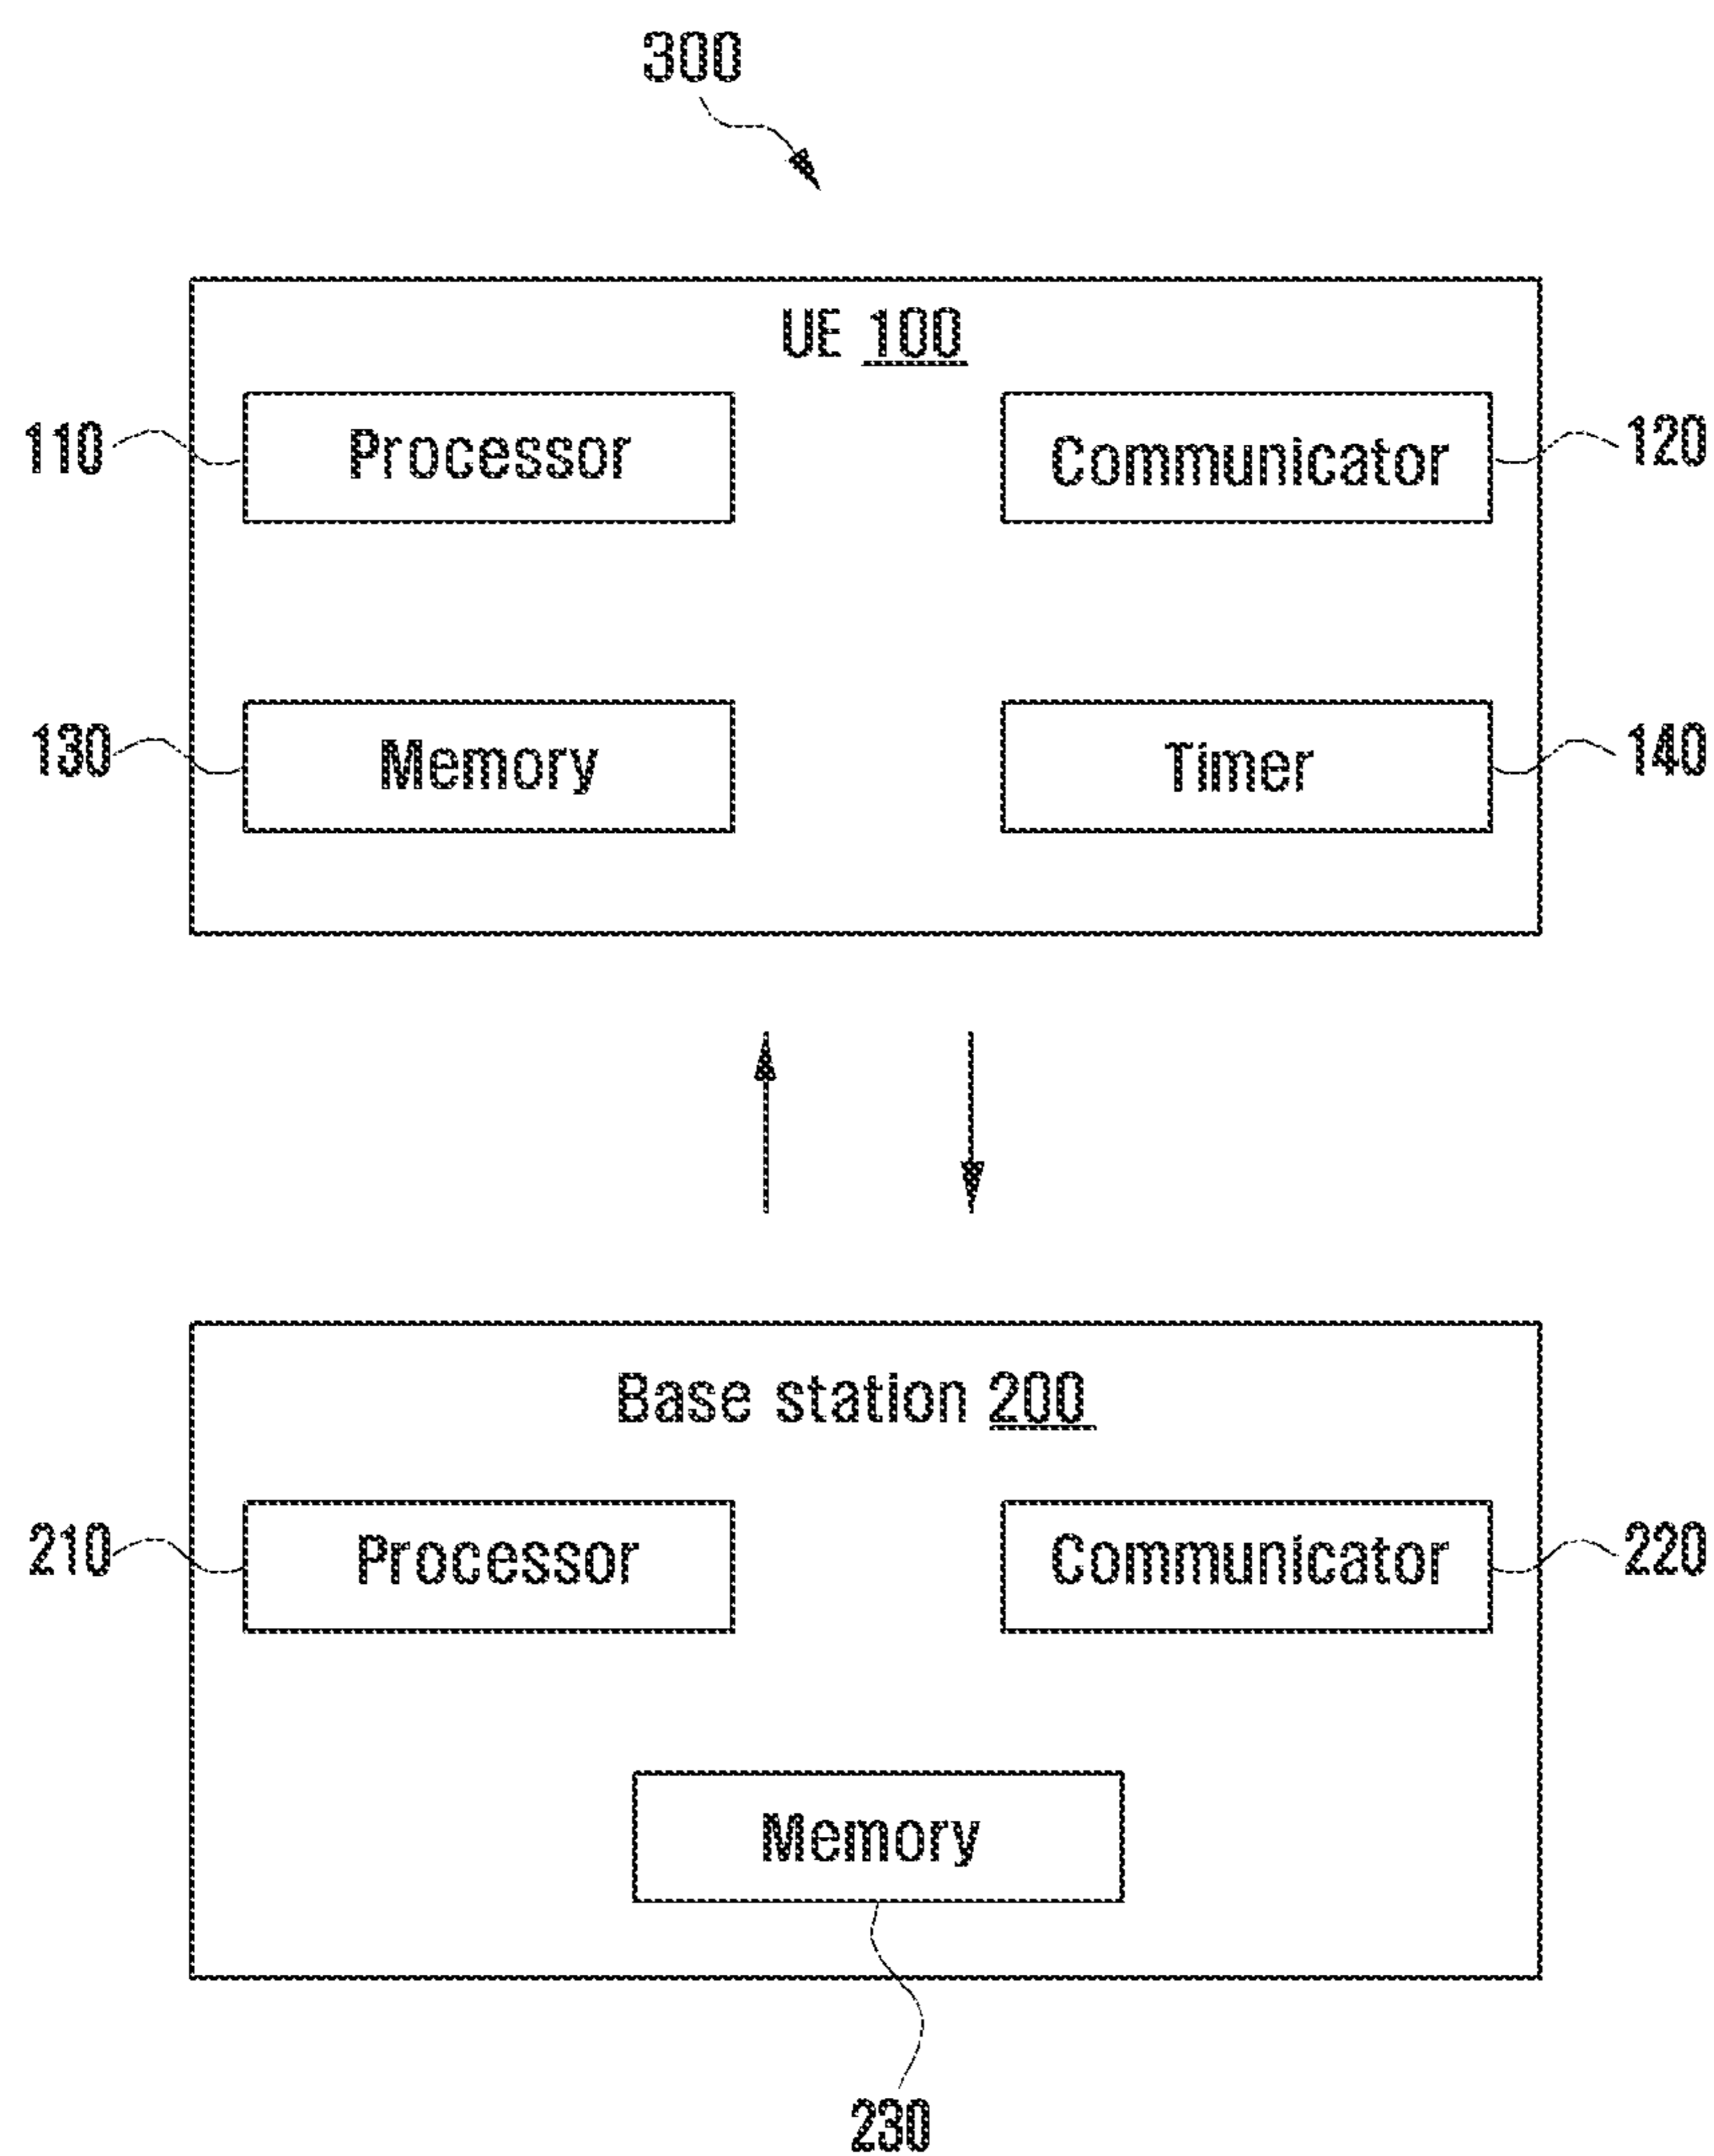 300
UE 100
110 Processor Communicator 120
130 Memory Timer 140
Base station 200
210 Processor Communicator 220
Memory
230